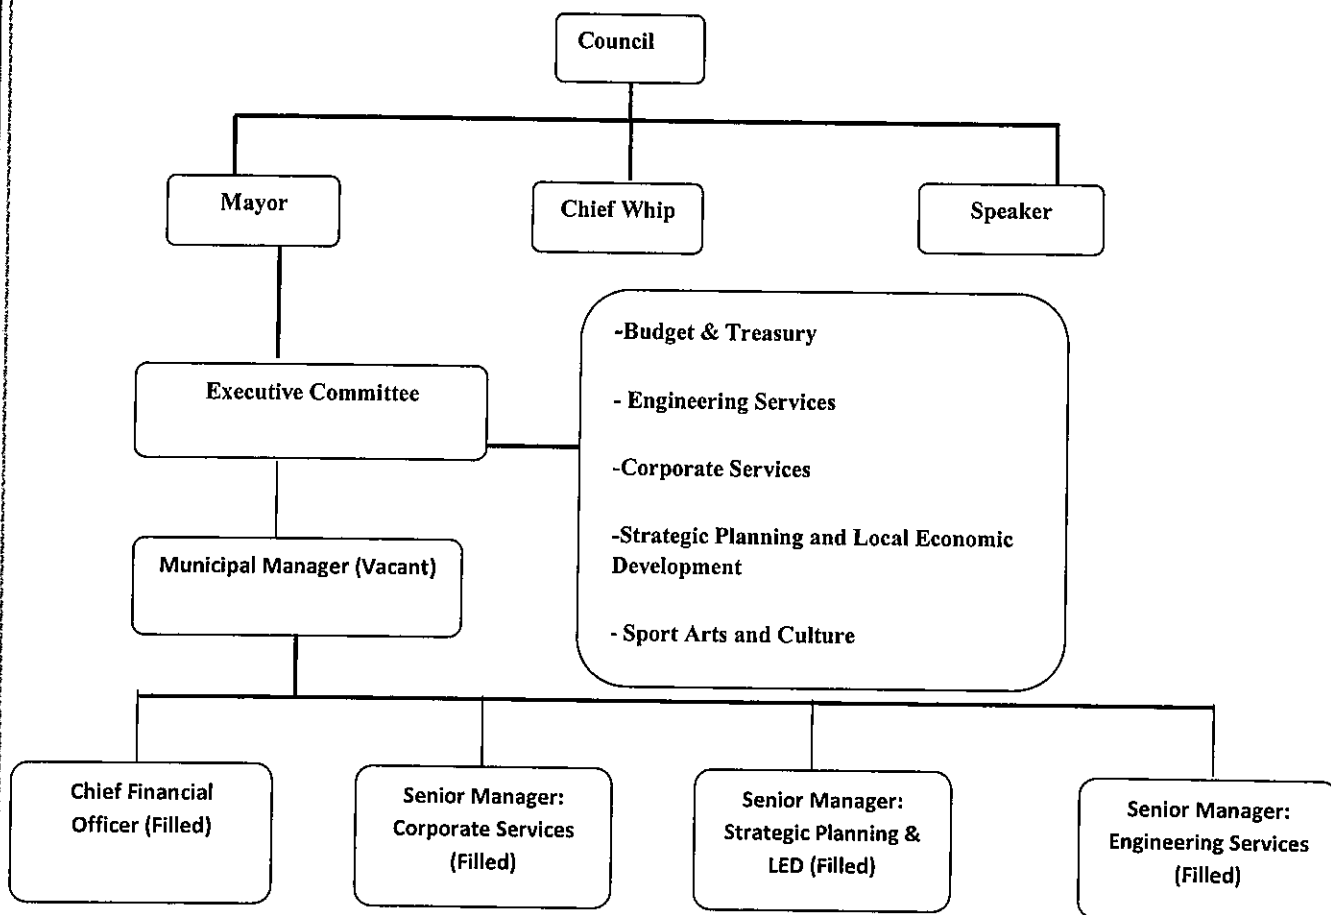 Council
Mayor
Chief Whip
Speaker
-Budget & Treasury
- Engineering Services
-Corporate Services
-Strategic Planning and Local Economic
Development
- Sport Arts and Culture
Executive Committee
Municipal Manager (Vacant)
Chief Financial
Officer (Filled)
Senior Manager:
Corporate Services
(Filled)
Senior Manager:
Strategic Planning &
LED (Filled)
Senior Manager:
Engineering Services
(Filled)